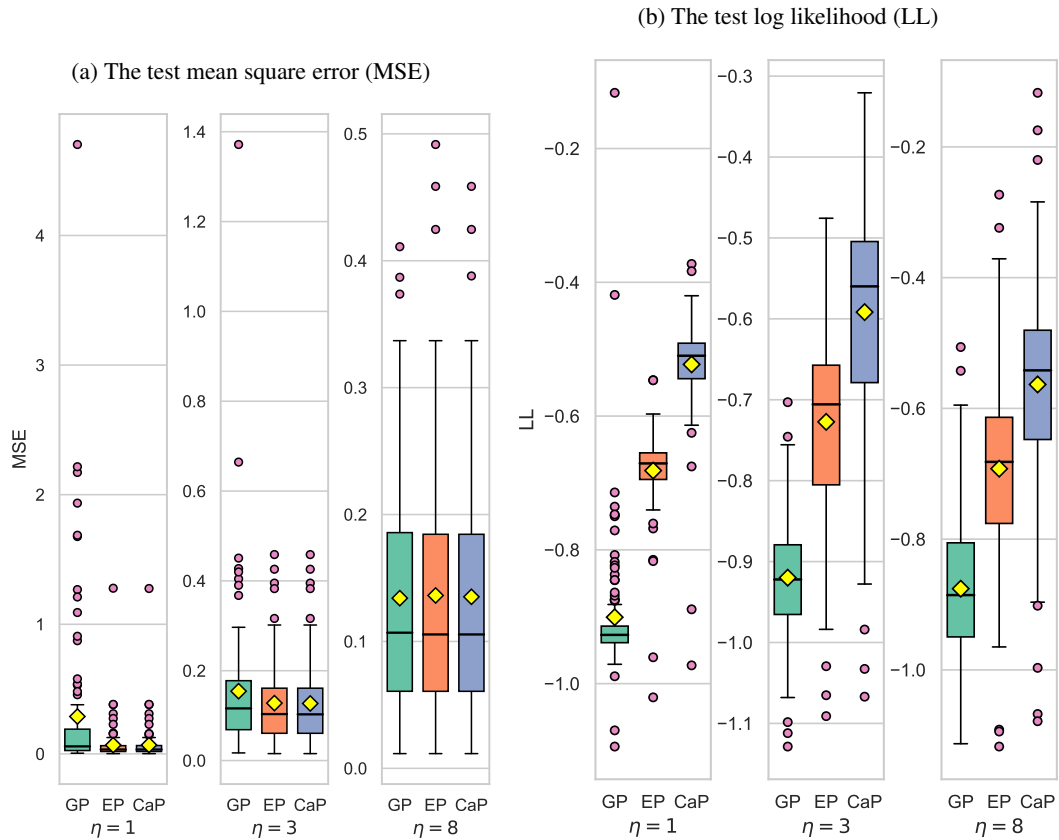 (b) The test log likelihood (LL)
(a) The test mean square error (MSE)
MSE
4
3
2
1
0
GP EP CaP
η = 1
1.4
1.2
1.0
0.8
0.6
0.4
0.2
0.0
GP EP CaP
η = 3
0.5
0.4
0.3
0.2
0.1
0.0
GP EP CaP
η = 8
LL
−0.2
−0.4
−0.6
−0.8
−1.0
GP EP CaP
η = 1
−0.3
−0.4
−0.5
−0.6
−0.7
−0.8
−0.9
−1.0
−1.1
GP EP CaP
η = 3
−0.2
−0.4
−0.6
−0.8
−1.0
GP EP CaP
η = 8